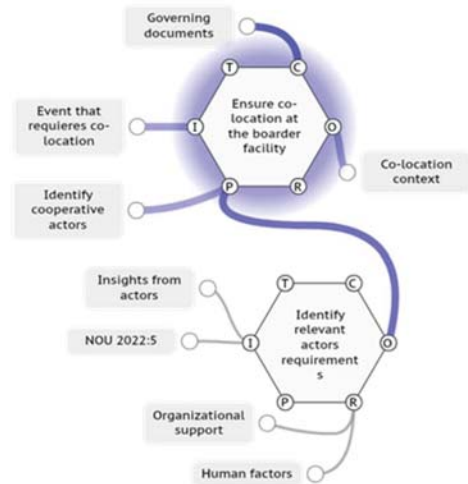 Governing
documents
T
C
Event that
requieres co-
location
I
Ensure co-
location at
the boarder
facility
O
Co-location
context
Identify
cooperative
actors
P
R
Insights from
actors
T
C
NOU 2022:5
I
Identify
relevant
actors
requirement
s
O
P
R
Organizational
support
Human factors